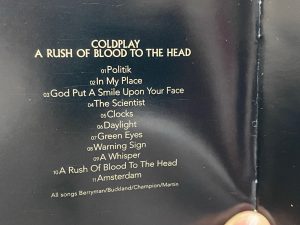 COLDPLAY
A RUSH OF BLOOD TO THE HEAD
01 Politik
02 In My Place
03 God Put A Smile Upon Your Face
04 The Scientist
05 Clocks
06 Daylight
07 Green Eyes
08 Warning Sign
09 A Whisper
10 A Rush Of Blood To The Head
11 Amsterdam
All songs Berryman/Buckland/Champion/Martin